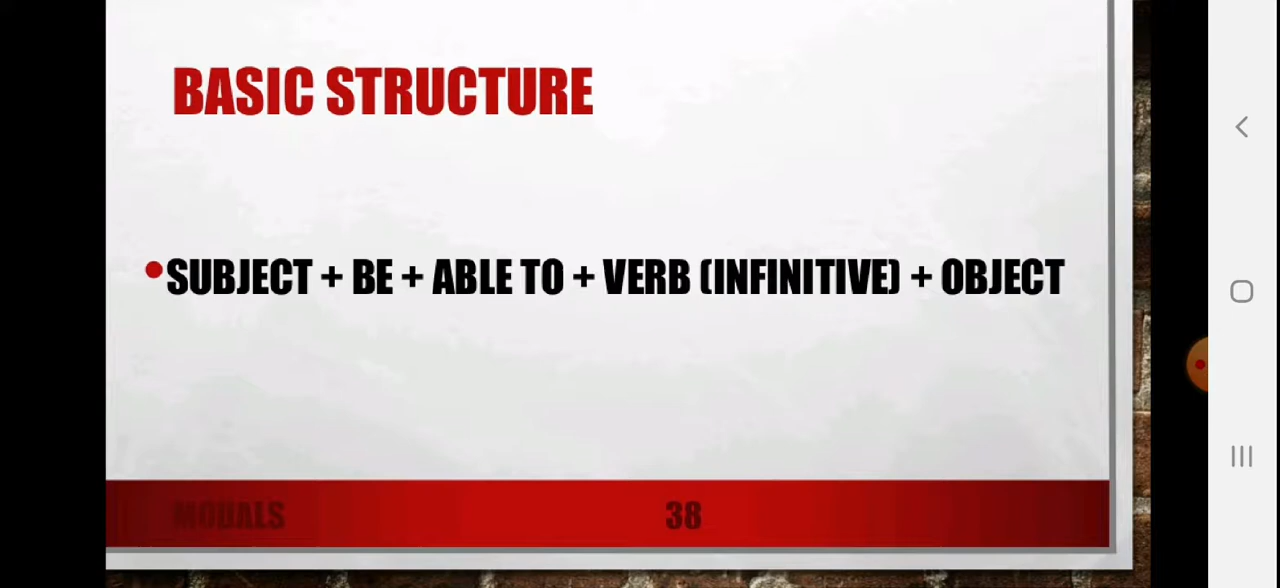 BASIC STRUCTURE
•SUBJECT + BE + ABLE TO + VERB (INFINITIVE) + OBJECT
MODALS 38